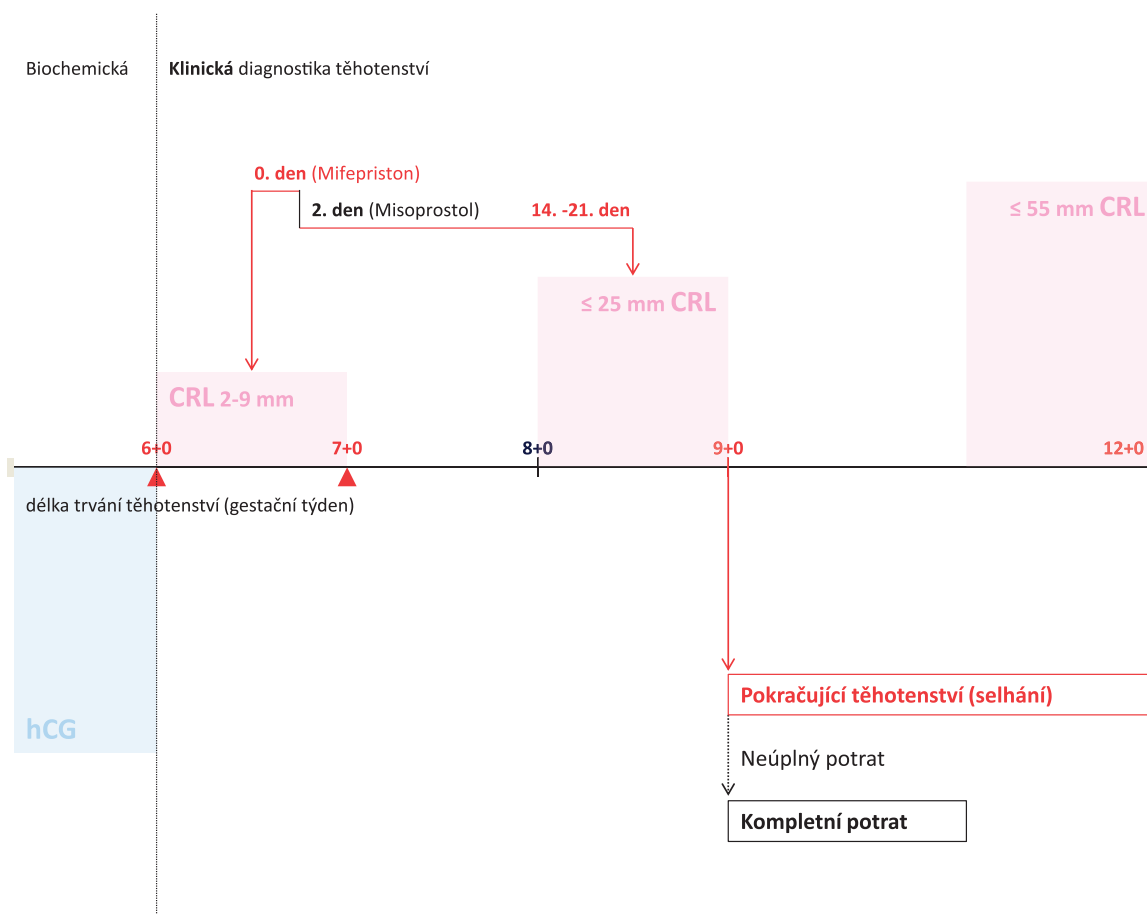 Biochemická
Klinická diagnostika těhotenství
0. den (Mifepriston)
2. den (Misoprostol)
14. -21. den
≤ 55 mm CRL
≤ 25 mm CRL
CRL 2-9 mm
6+0
7+0
8+0
9+0
12+0
délka trvání těhotenství (gestační týden)
Pokračující těhotenství (selhání)
hCG
Neúplný potrat
Kompletní potrat